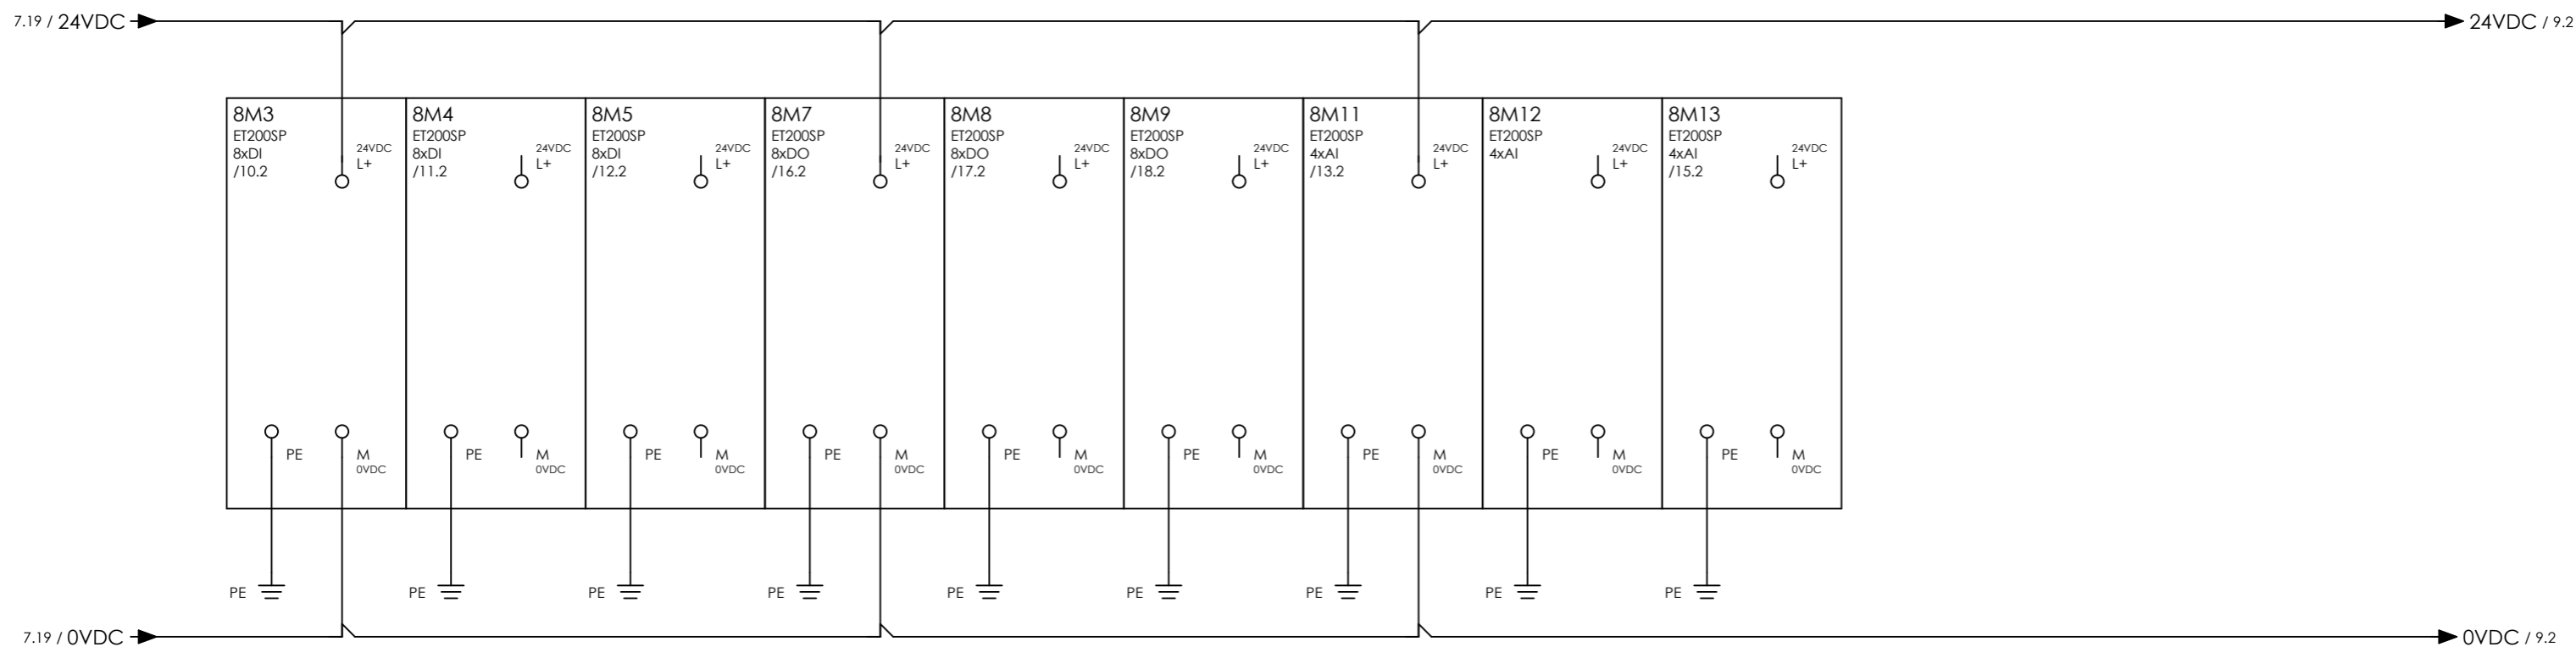 7.19 / 24VDC
24VDC / 9.2
8M3
ET200SP
8xDI
/10.2
24VDC
L+
PE
M
0VDC
8M4
ET200SP
8xDI
/11.2
24VDC
L+
PE
M
0VDC
8M5
ET200SP
8xDI
/12.2
24VDC
L+
PE
M
0VDC
8M7
ET200SP
8xDO
/16.2
24VDC
L+
PE
M
0VDC
8M8
ET200SP
8xDO
/17.2
24VDC
L+
PE
M
0VDC
8M9
ET200SP
8xDO
/18.2
24VDC
L+
PE
M
0VDC
8M11
ET200SP
4xAI
/13.2
24VDC
L+
PE
M
0VDC
8M12
ET200SP
4xAI
24VDC
L+
PE
M
0VDC
8M13
ET200SP
4xAI
/15.2
24VDC
L+
PE
M
0VDC
PE
PE
PE
PE
PE
PE
PE
PE
PE
7.19 / 0VDC
0VDC / 9.2